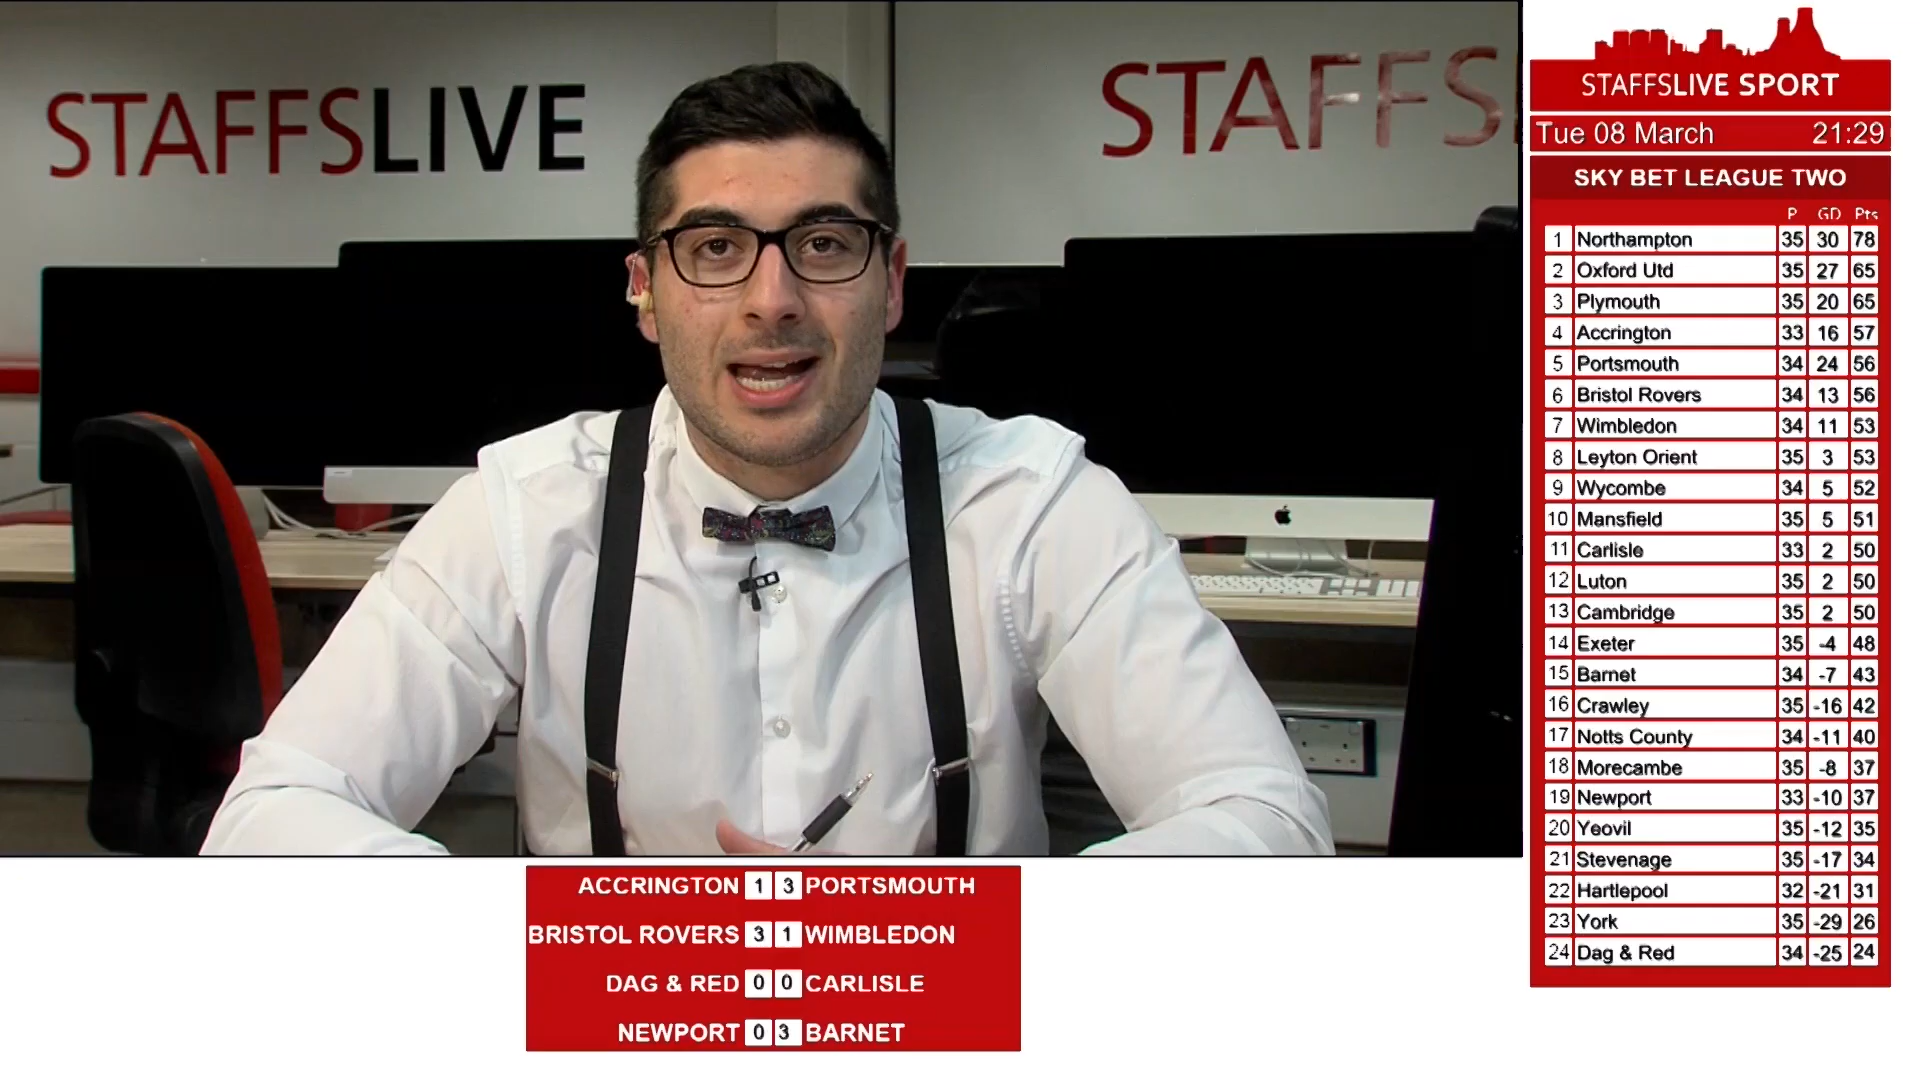 STAFFSLIVE
STAFFS
STAFFSLIVE SPORT
Tue 08 March 21:29
SKY BET LEAGUE TWO
P GD Pts
1 Northampton 35 30 78
2 Oxford Utd 35 27 65
3 Plymouth 35 20 65
4 Accrington 33 16 57
5 Portsmouth 34 24 56
6 Bristol Rovers 34 13 56
7 Wimbledon 34 11 53
8 Leyton Orient 35 3 53
9 Wycombe 34 5 52
10 Mansfield 35 5 51
11 Carlisle 33 2 50
12 Luton 35 2 50
13 Cambridge 35 2 50
14 Exeter 35 -4 48
15 Barnet 34 -7 43
16 Crawley 35 -16 42
17 Notts County 34 -11 40
18 Morecambe 35 -8 37
19 Newport 33 -10 37
20 Yeovil 35 -12 35
21 Stevenage 35 -17 34
22 Hartlepool 32 -21 31
23 York 35 -29 26
24 Dag & Red 34 -25 24
ACCRINGTON 1 3 PORTSMOUTH
BRISTOL ROVERS 3 1 WIMBLEDON
DAG & RED 0 0 CARLISLE
NEWPORT 0 3 BARNET